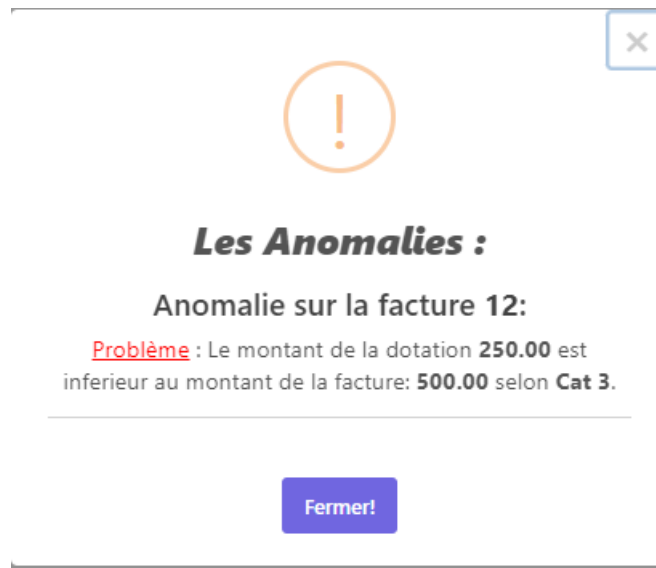 ×
!
Les Anomalies :
Anomalie sur la facture 12:
Problème : Le montant de la dotation 250.00 est
inferieur au montant de la facture: 500.00 selon Cat 3.
Fermer!